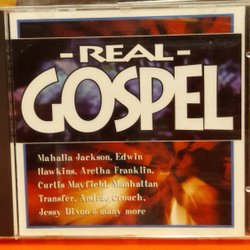 - REAL -
GOSPEL
Mahalia Jackson, Edwin
Hawkins, Aretha Franklin,
Curtis Mayfield, Manhattan
Transfer, Andrae Crouch,
Jessy Dixon & many more